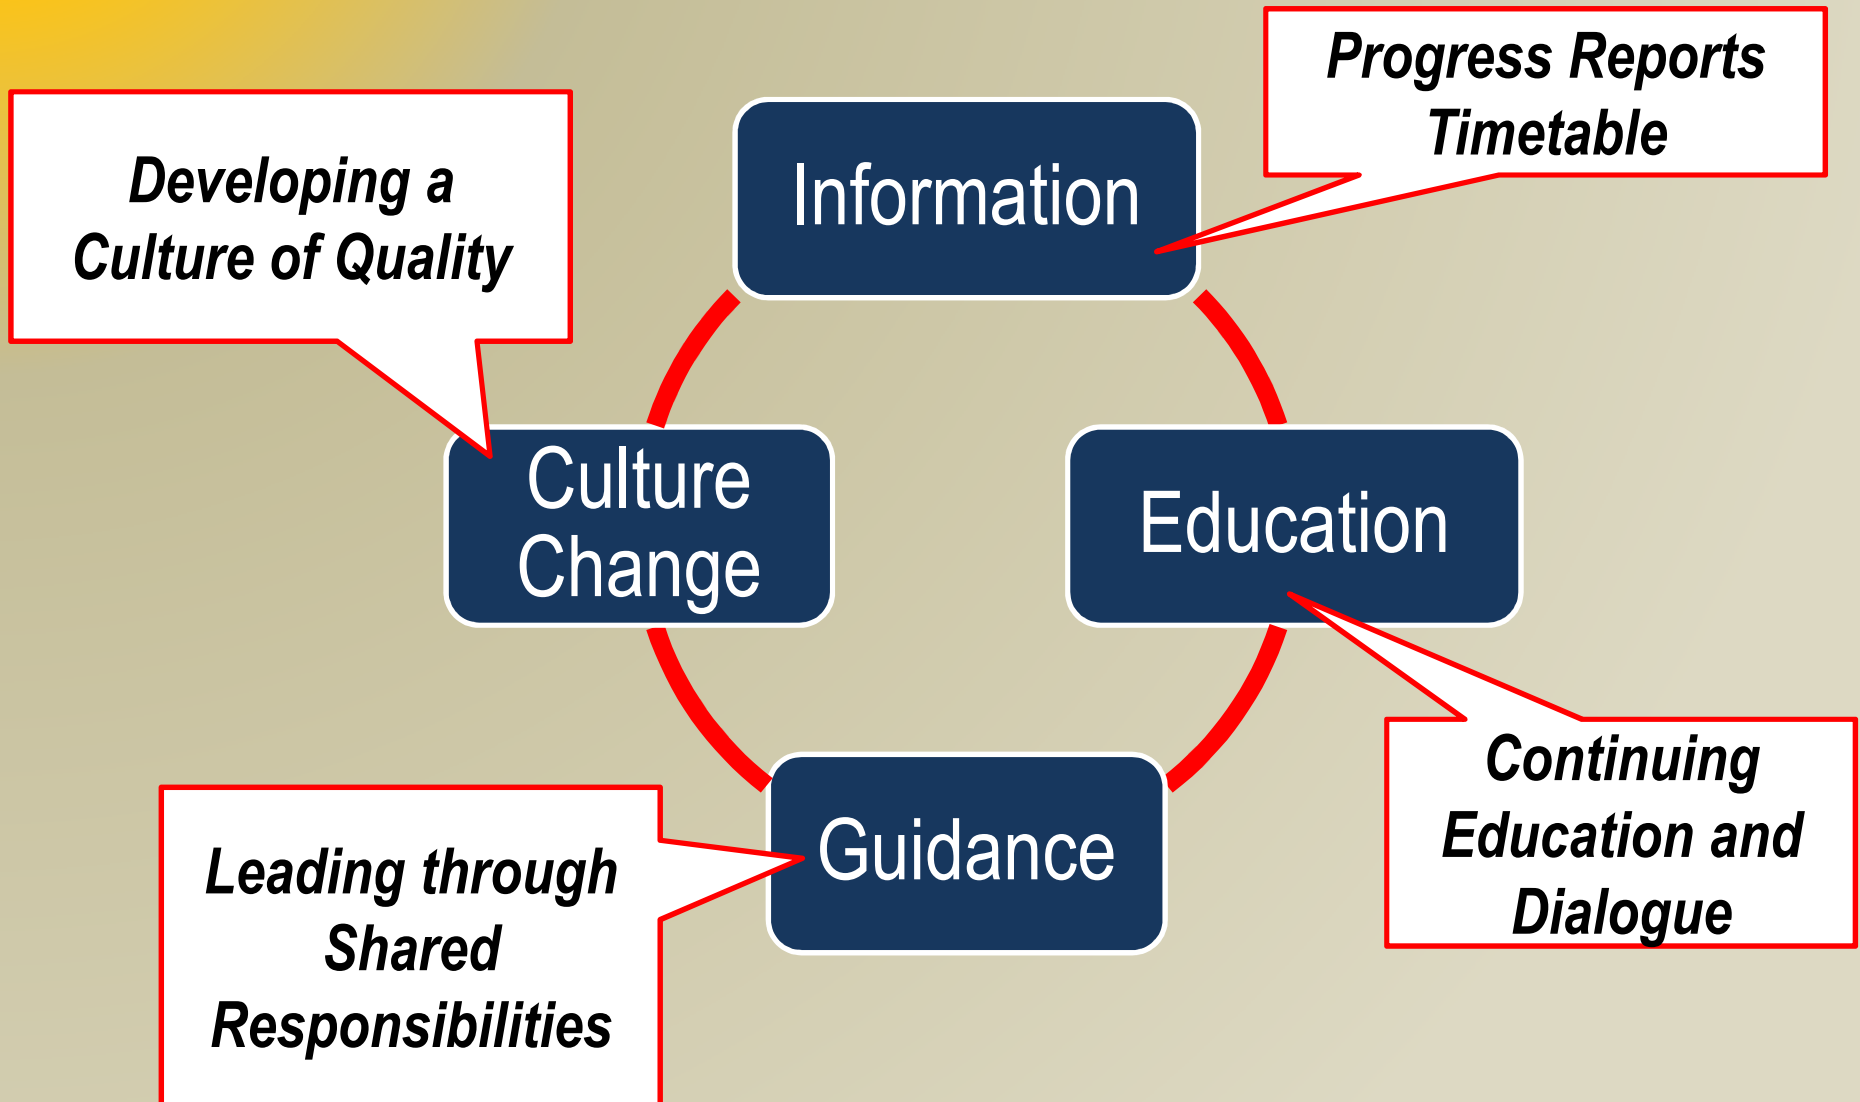 Progress Reports
Timetable
Developing a
Culture of Quality
Information
Culture
Change
Education
Continuing
Education and
Dialogue
Guidance
Leading through
Shared
Responsibilities